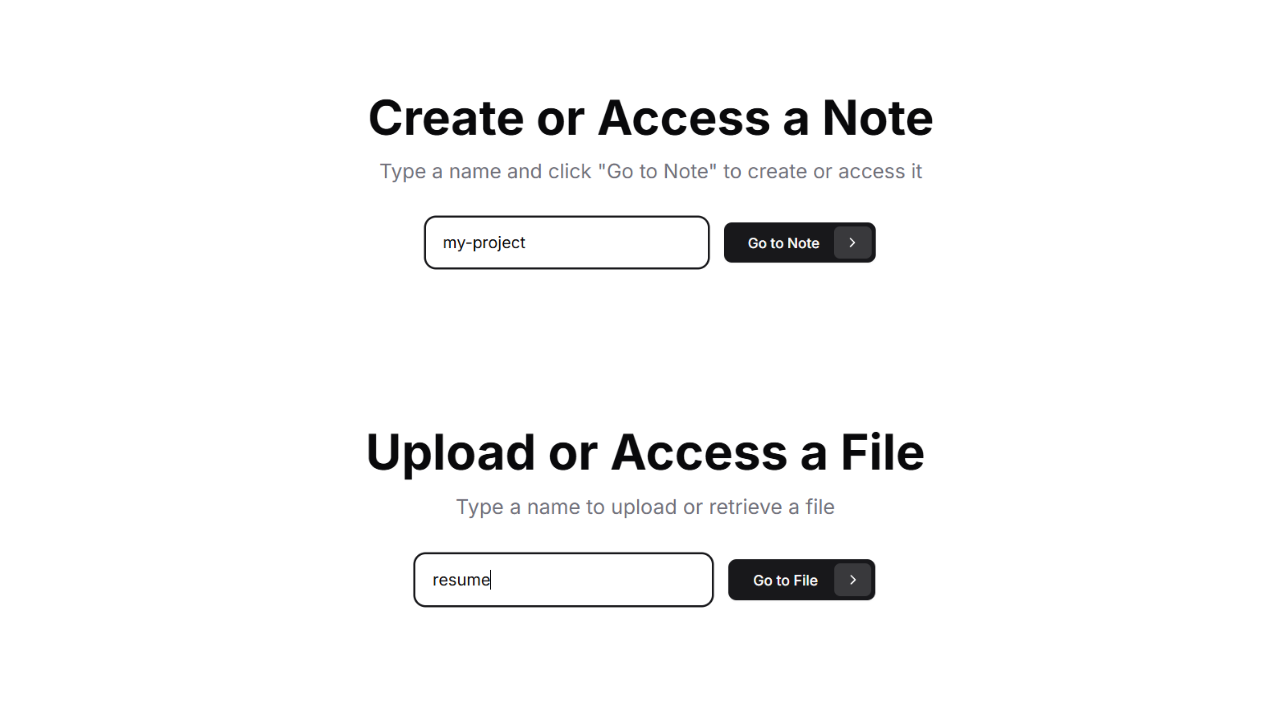 Create or Access a Note
Type a name and click "Go to Note" to create or access it
my-project
Go to Note
Upload or Access a File
Type a name to upload or retrieve a file
resume
Go to File